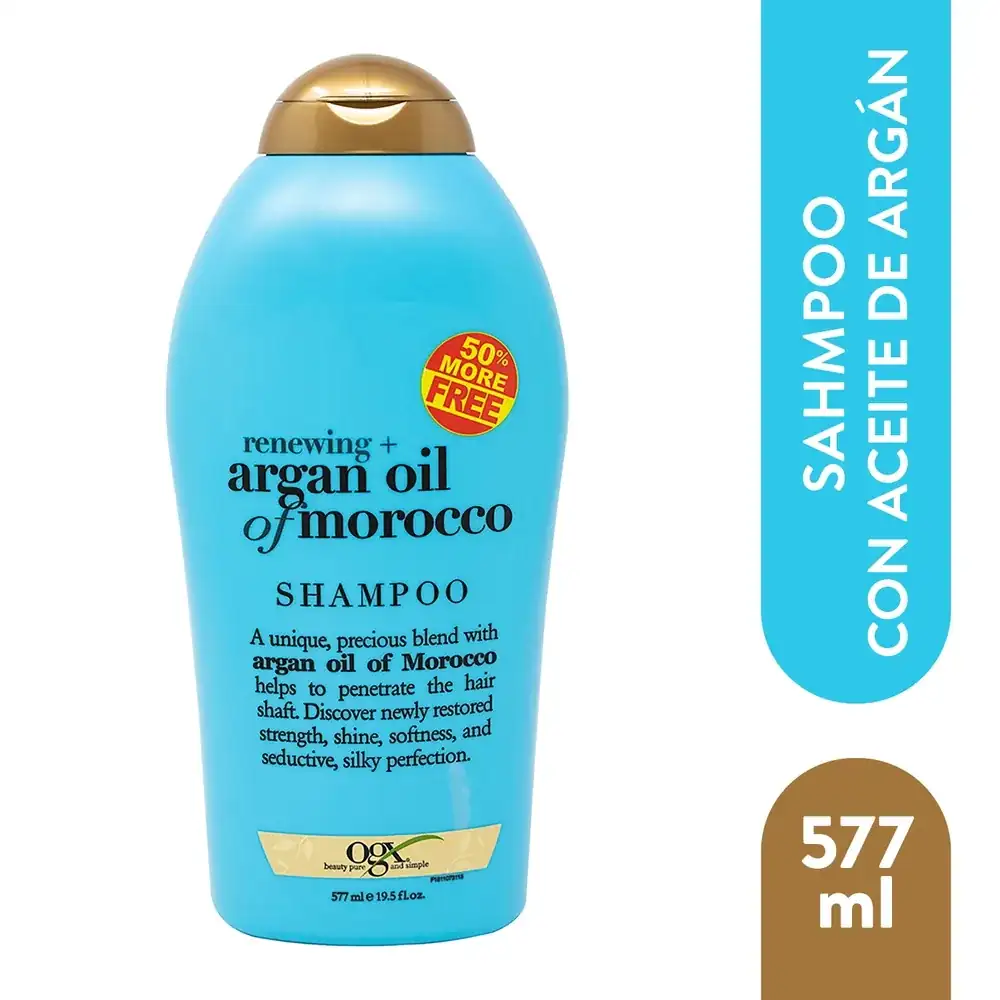 50%
MORE
FREE
renewing +
argan oil
of morocco
SHAMPOO
A unique, precious blend with
argan oil of Morocco
helps to penetrate the hair
shaft. Discover newly restored
strength, shine, softness, and
seductive, silky perfection.
ogx®
beauty pure and simple
577 ml e 19.5 fl.oz.
SAHMPOO
CON ACEITE DE ARGÁN
577
ml